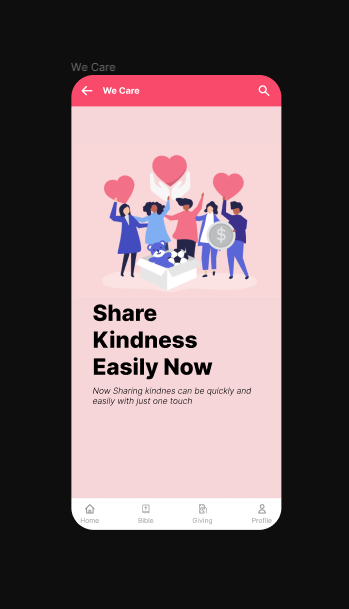 We Care
We Care
$
Share
Kindness
Easily Now
Now Sharing kindnes can be quickly and
easily with just one touch
Home Bible Giving Profile